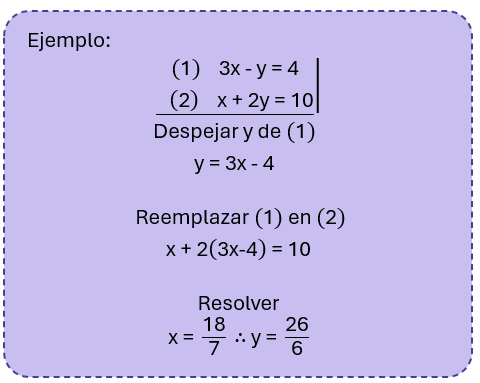 Ejemplo:
(1) 3x - y = 4
(2) x + 2y = 10
Despejar y de (1)
y = 3x - 4
Reemplazar (1) en (2)
x + 2(3x-4) = 10
Resolver
x = 18/7 ∴ y = 26/6